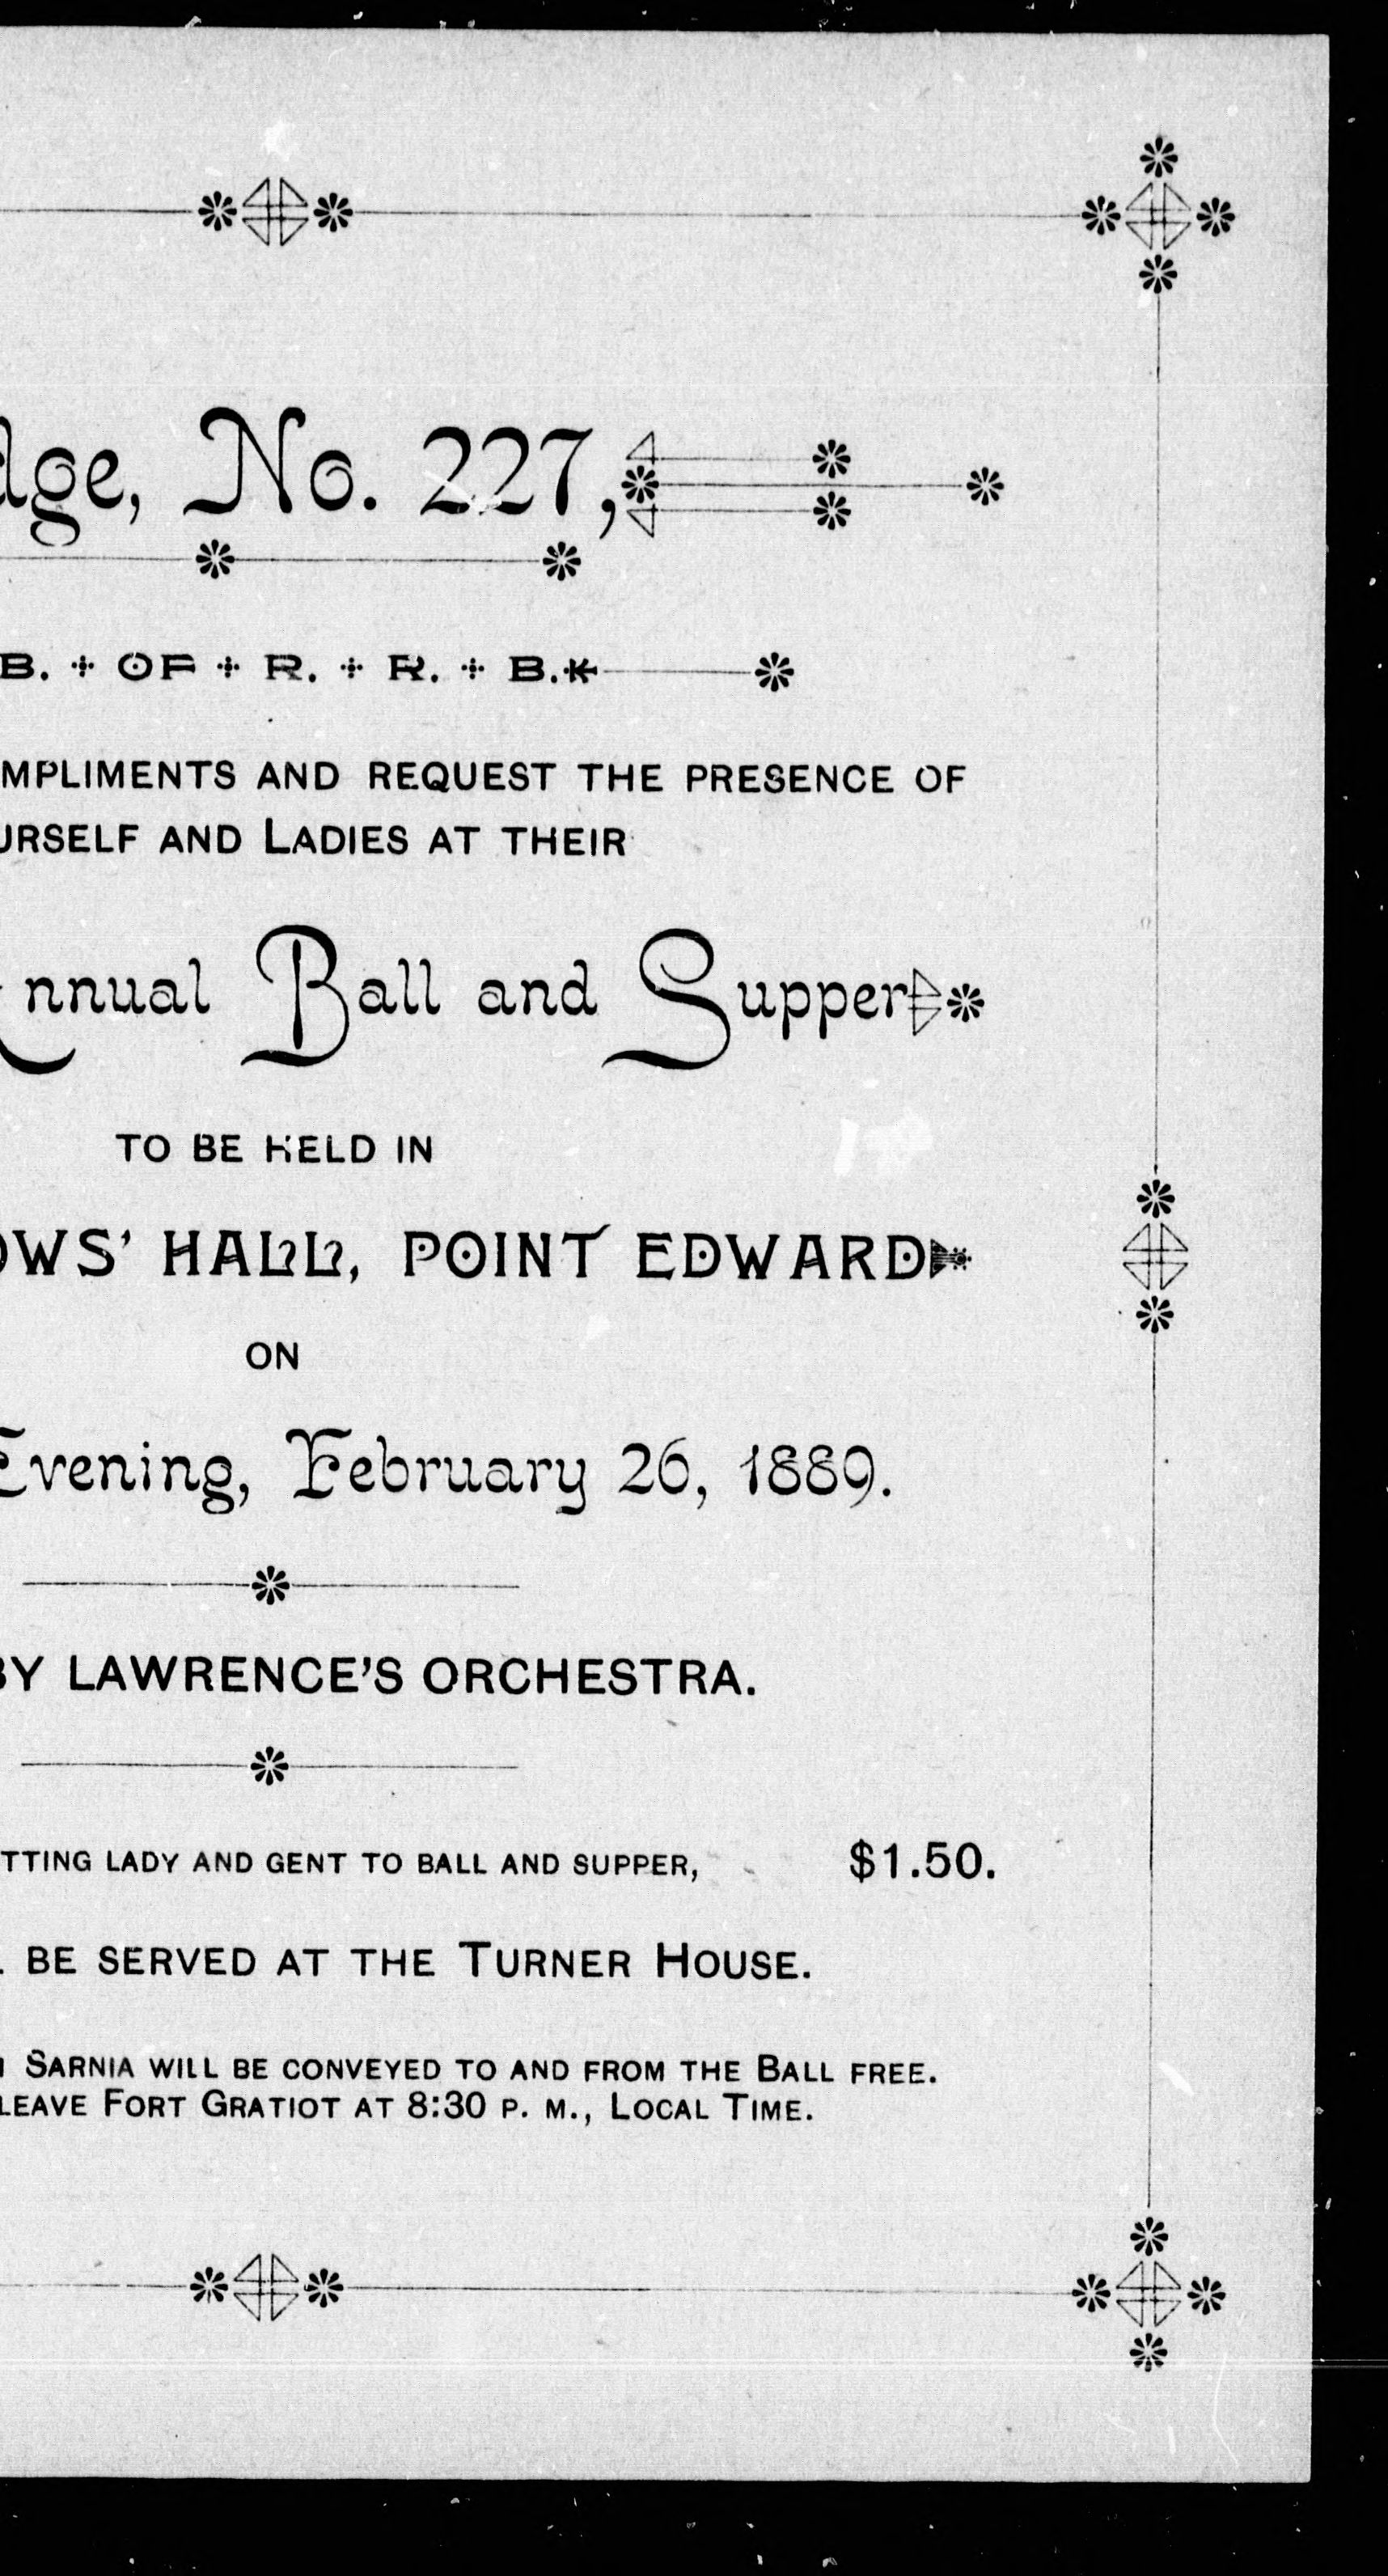 dge, No. 227,
B. + OF + R. + R. + B.
MPLIMENTS AND REQUEST THE PRESENCE OF
URSELF AND LADIES AT THEIR
nnual Ball and Supper
TO BE HELD IN
OWS' HALL, POINT EDWARD
ON
Evening, February 26, 1889.
BY LAWRENCE'S ORCHESTRA.
TTING LADY AND GENT TO BALL AND SUPPER, $1.50.
BE SERVED AT THE TURNER HOUSE.
SARNIA WILL BE CONVEYED TO AND FROM THE BALL FREE.
LEAVE FORT GRATIOT AT 8:30 P. M., LOCAL TIME.